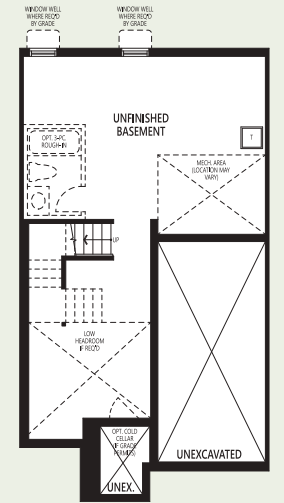 WINDOW WELL
WHERE REQ'D
BY GRADE
WINDOW WELL
WHERE REQ'D
BY GRADE
UNFINISHED
BASEMENT
OPT. 3-PC
ROUGH-IN
T
MECH. AREA
(LOCATION MAY
VARY)
UP
LOW
HEADROOM
IF REQ'D
OPT. COLD
CELLAR
(IF GRADE
PERMITS)
UNEX.
UNEXCAVATED